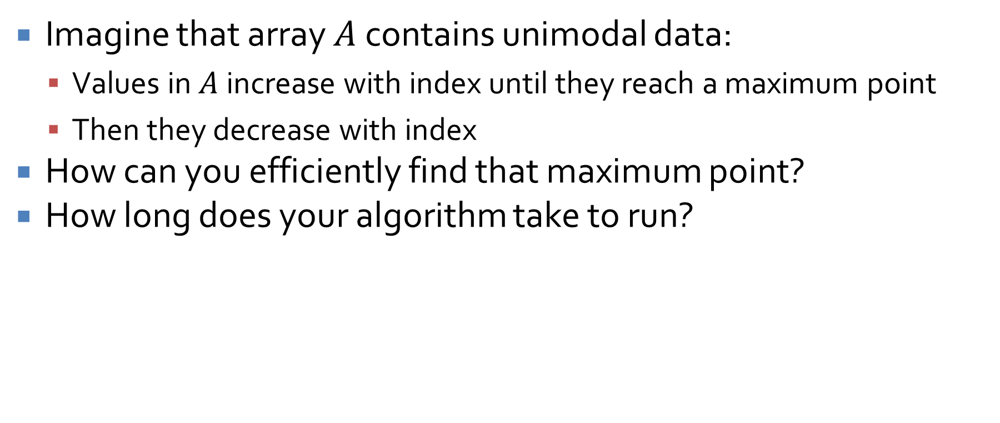 Imagine that array A contains unimodal data:
Values in A increase with index until they reach a maximum point
Then they decrease with index
How can you efficiently find that maximum point?
How long does your algorithm take to run?